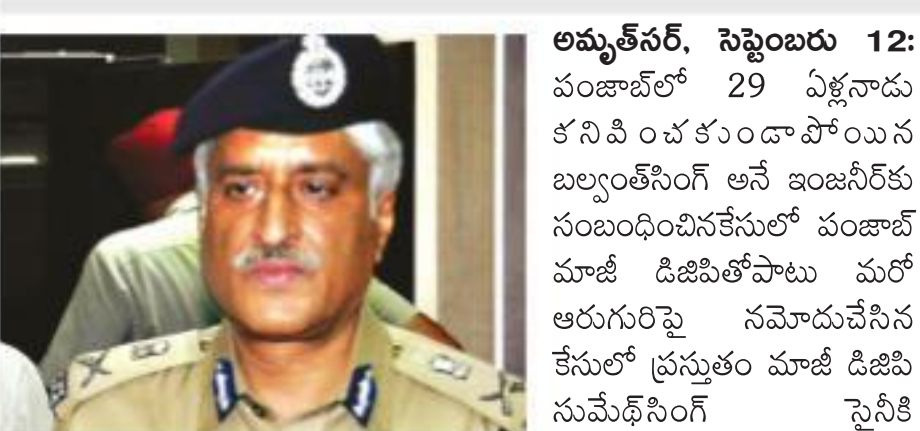 అమృత్‌సర్, సెప్టెంబరు 12:
పంజాబ్‌లో 29 ఏళ్లనాడు
కనివించకుండాపోయిన
బల్వంత్‌సింగ్ అనే ఇంజనీర్‌కు
సంబంధించినకేసులో పంజాబ్
మాజీ డిజిపితోపాటు మరో
ఆరుగురిపై నమోదుచేసిన
కేసులో ప్రస్తుతం మాజీ డిజిపి
సుమేథ్‌సింగ్ సైనీకి